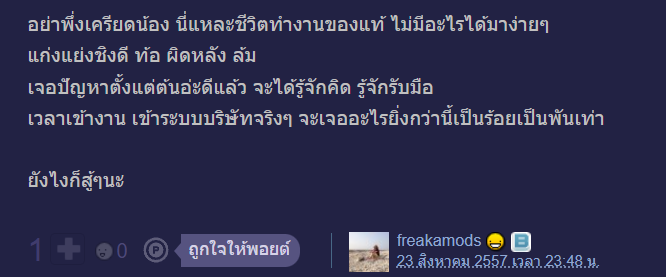 อย่าพึ่งเครียดน้อง นี่แหละชีวิตทำงานของแท้ ไม่มีอะไรได้มาง่ายๆ
แก่งแย่งชิงดี ท้อ ผิดหลัง ล้ม
เจอปัญหาตั้งแต่ต้นอ่ะดีแล้ว จะได้รู้จักคิด รู้จักรับมือ
เวลาเข้างาน เข้าระบบบริษัทจริงๆ จะเจออะไรยิ่งกว่านี้เป็นร้อยเป็นพันเท่า
ยังไงก็สู้ๆนะ
1 0 P ถูกใจให้พอยต์ freakamods B
23 สิงหาคม 2557 เวลา 23:48 น.